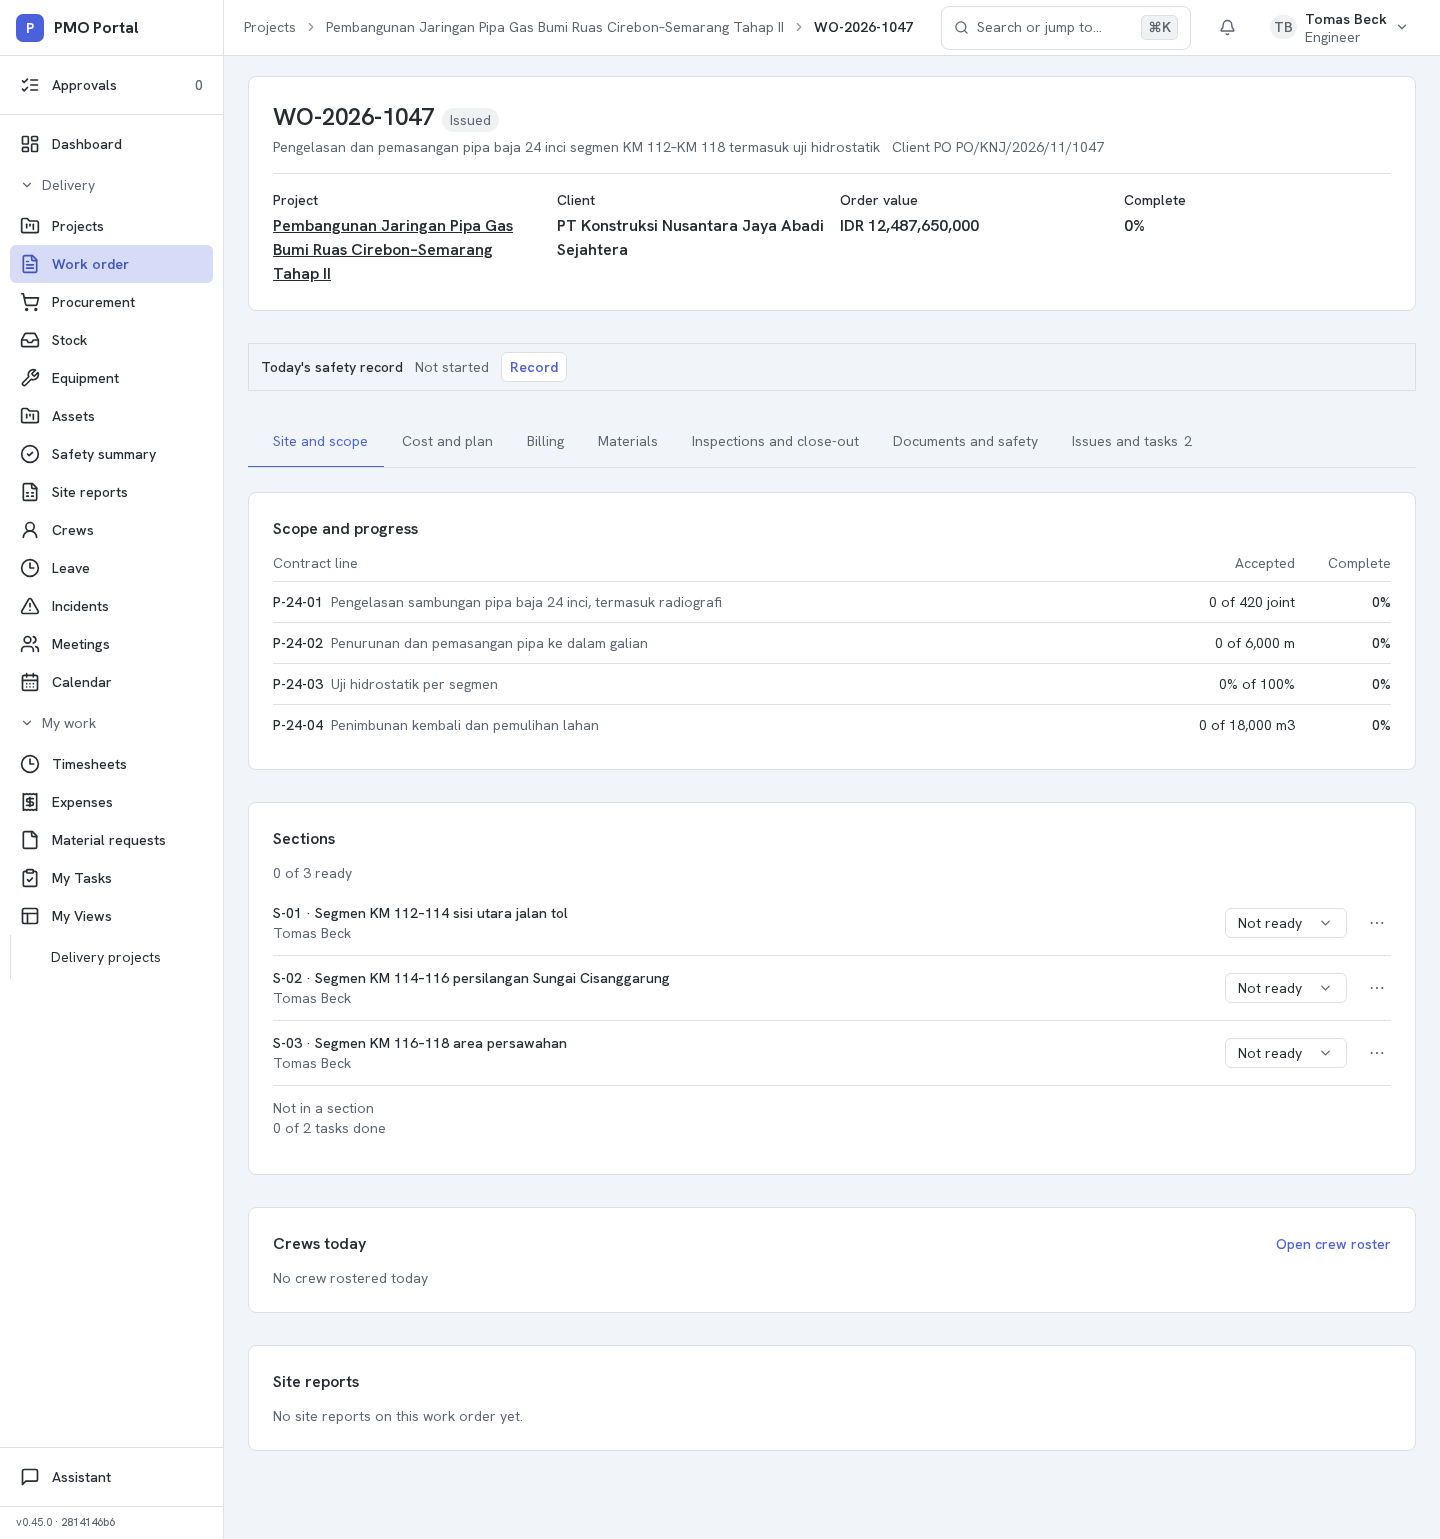 P PMO Portal
Projects > Pembangunan Jaringan Pipa Gas Bumi Ruas Cirebon–Semarang Tahap II > WO-2026-1047
Search or jump to... ⌘K
TB Tomas Beck
Engineer
Approvals 0
Dashboard
Delivery
Projects
Work order
Procurement
Stock
Equipment
Assets
Safety summary
Site reports
Crews
Leave
Incidents
Meetings
Calendar
My work
Timesheets
Expenses
Material requests
My Tasks
My Views
Delivery projects
Assistant
v0.45.0 · 2814146b6
WO-2026-1047 Issued
Pengelasan dan pemasangan pipa baja 24 inci segmen KM 112–KM 118 termasuk uji hidrostatik Client PO PO/KNJ/2026/11/1047
Project
Pembangunan Jaringan Pipa Gas
Bumi Ruas Cirebon–Semarang
Tahap II
Client
PT Konstruksi Nusantara Jaya Abadi
Sejahtera
Order value
IDR 12,487,650,000
Complete
0%
Today's safety record Not started Record
Site and scope Cost and plan Billing Materials Inspections and close-out Documents and safety Issues and tasks 2
Scope and progress
Contract line Accepted Complete
P-24-01 Pengelasan sambungan pipa baja 24 inci, termasuk radiografi 0 of 420 joint 0%
P-24-02 Penurunan dan pemasangan pipa ke dalam galian 0 of 6,000 m 0%
P-24-03 Uji hidrostatik per segmen 0% of 100% 0%
P-24-04 Penimbunan kembali dan pemulihan lahan 0 of 18,000 m3 0%
Sections
0 of 3 ready
S-01 · Segmen KM 112–114 sisi utara jalan tol
Tomas Beck
Not ready
S-02 · Segmen KM 114–116 persilangan Sungai Cisanggarung
Tomas Beck
Not ready
S-03 · Segmen KM 116–118 area persawahan
Tomas Beck
Not ready
Not in a section
0 of 2 tasks done
Crews today Open crew roster
No crew rostered today
Site reports
No site reports on this work order yet.